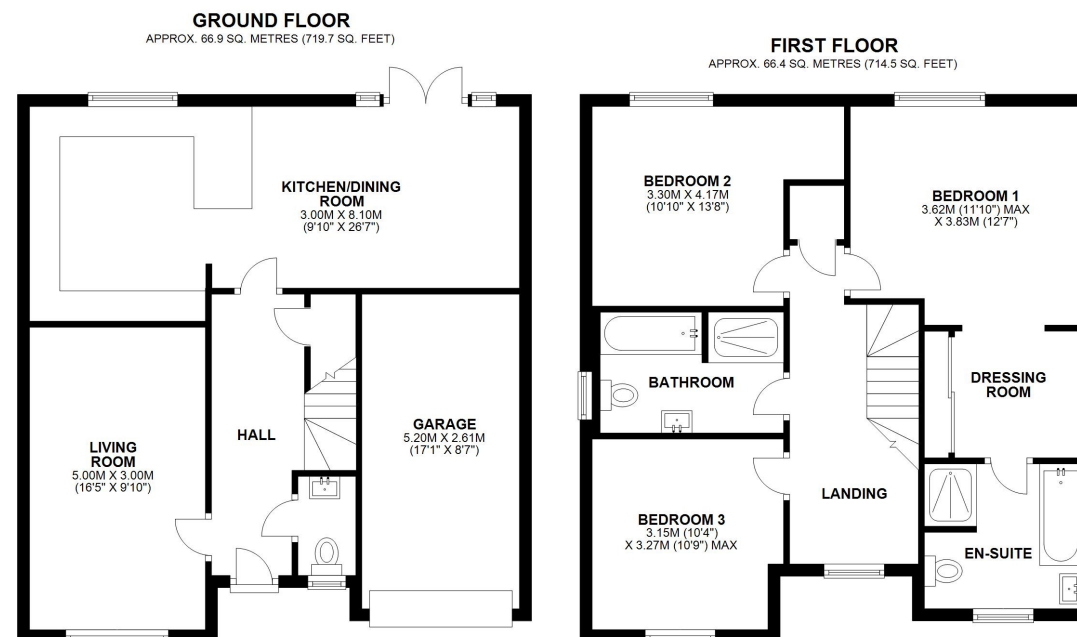 GROUND FLOOR
APPROX. 66.9 SQ. METRES (719.7 SQ. FEET)
KITCHEN/DINING
ROOM
3.00M X 8.10M
(9'10" X 26'7")
HALL
LIVING
ROOM
5.00M X 3.00M
(16'5" X 9'10")
GARAGE
5.20M X 2.61M
(17'1" X 8'7")
FIRST FLOOR
APPROX. 66.4 SQ. METRES (714.5 SQ. FEET)
BEDROOM 2
3.30M X 4.17M
(10'10" X 13'8")
BEDROOM 1
3.62M (11'10") MAX
X 3.83M (12'7")
BATHROOM
DRESSING
ROOM
LANDING
BEDROOM 3
3.15M (10'4")
X 3.27M (10'9") MAX
EN-SUITE